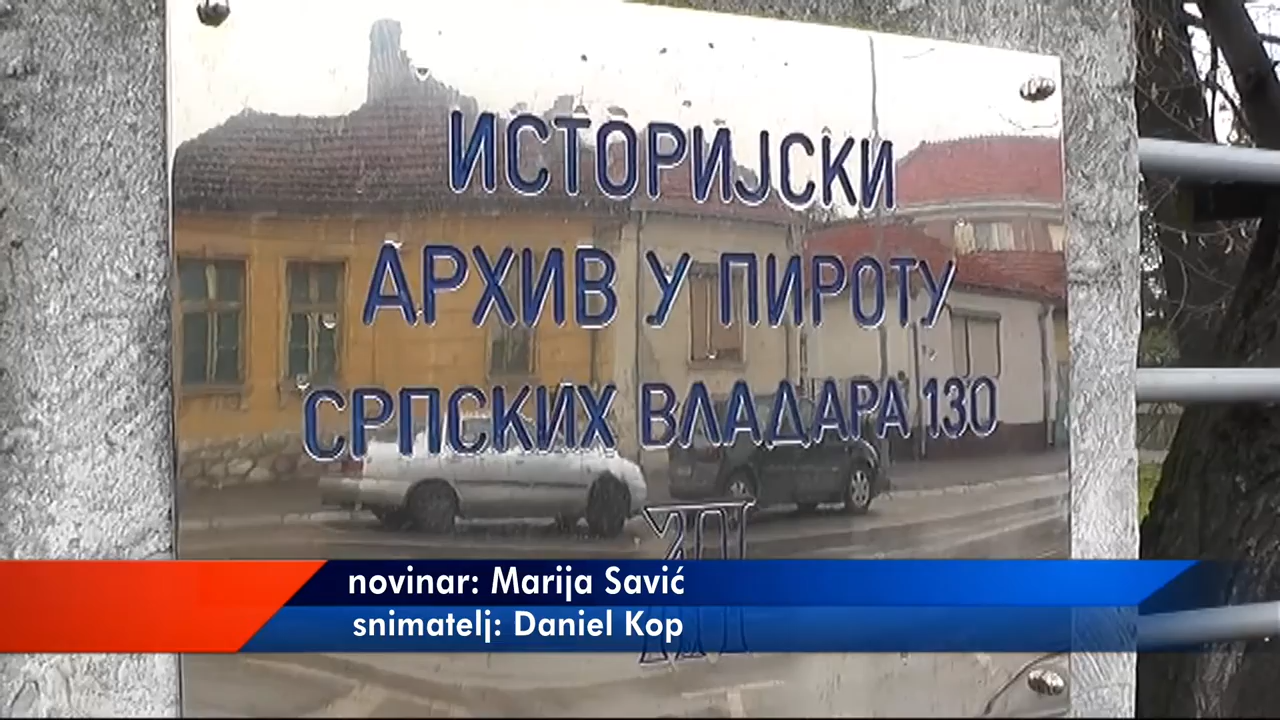 ИСТОРИЈСКИ
АРХИВ У ПИРОТУ
СРПСКИХ ВЛАДАРА 130
novinar: Marija Savić
snimatelj: Daniel Kop